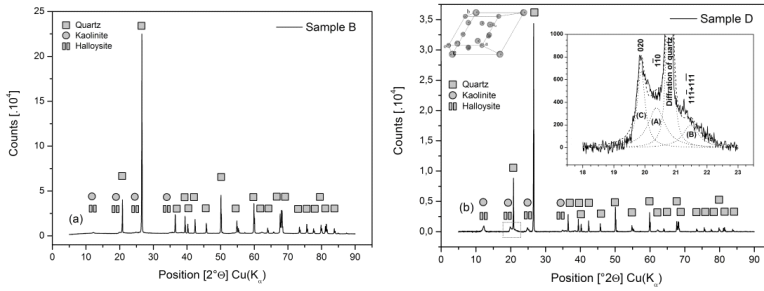 Quartz
Kaolinite
Halloysite
Sample B
Counts [.10⁴]
25
20
15
10
5
0
(a)
0 10 20 30 40 50 60 70 80 90
Position [2°Θ] Cu(Kα)
Sample D
Quartz
Kaolinite
Halloysite
Counts [.10⁴]
3,5
3,0
2,5
2,0
1,5
1,0
0,5
0,0
(b)
0 10 20 30 40 50 60 70 80 90
Position [°2Θ] Cu(Kα)
1000
800
600
400
200
0
18 19 20 21 22 23
020
1̄10
Diffration of quartz
11̄1+111
(C)
(A)
(B)